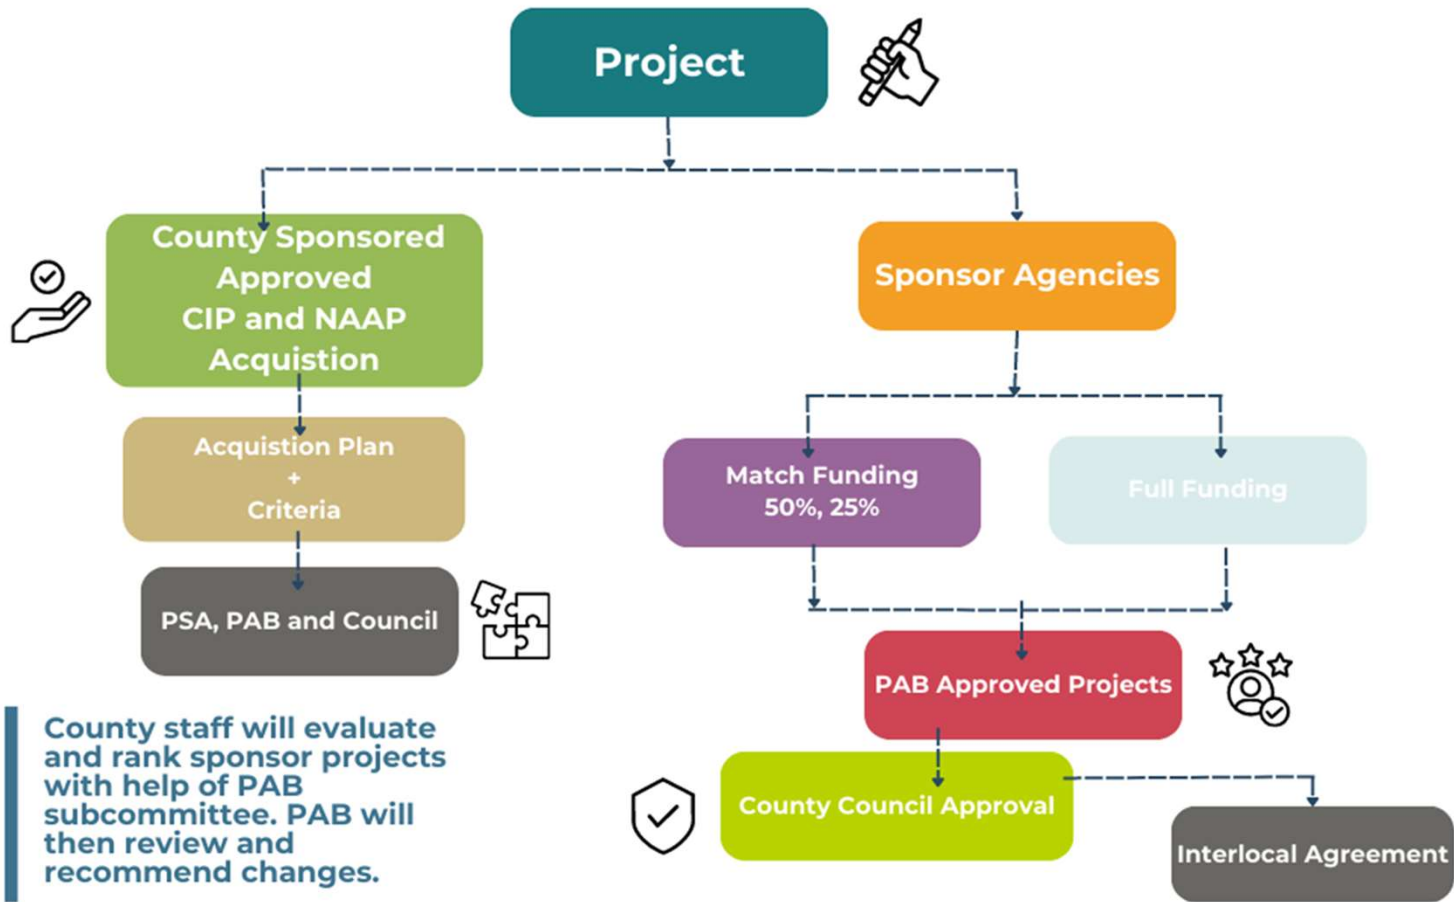 Project
County Sponsored
Approved
CIP and NAAP
Acquistion
Sponsor Agencies
Acquistion Plan
+
Criteria
Match Funding
50%, 25%
Full Funding
PSA, PAB and Council
PAB Approved Projects
County staff will evaluate
and rank sponsor projects
with help of PAB
subcommittee. PAB will
then review and
recommend changes.
County Council Approval
Interlocal Agreement